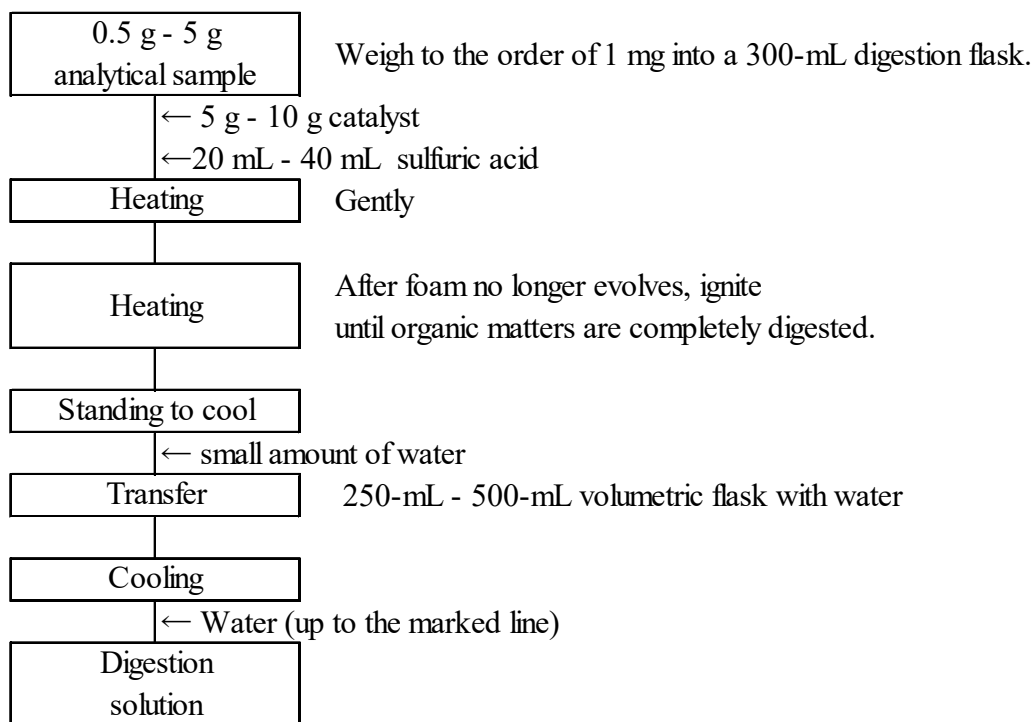 0.5 g - 5 g
analytical sample
Weigh to the order of 1 mg into a 300-mL digestion flask.
← 5 g - 10 g catalyst
←20 mL - 40 mL sulfuric acid
Heating
Gently
Heating
After foam no longer evolves, ignite
until organic matters are completely digested.
Standing to cool
← small amount of water
Transfer
250-mL - 500-mL volumetric flask with water
Cooling
← Water (up to the marked line)
Digestion
solution